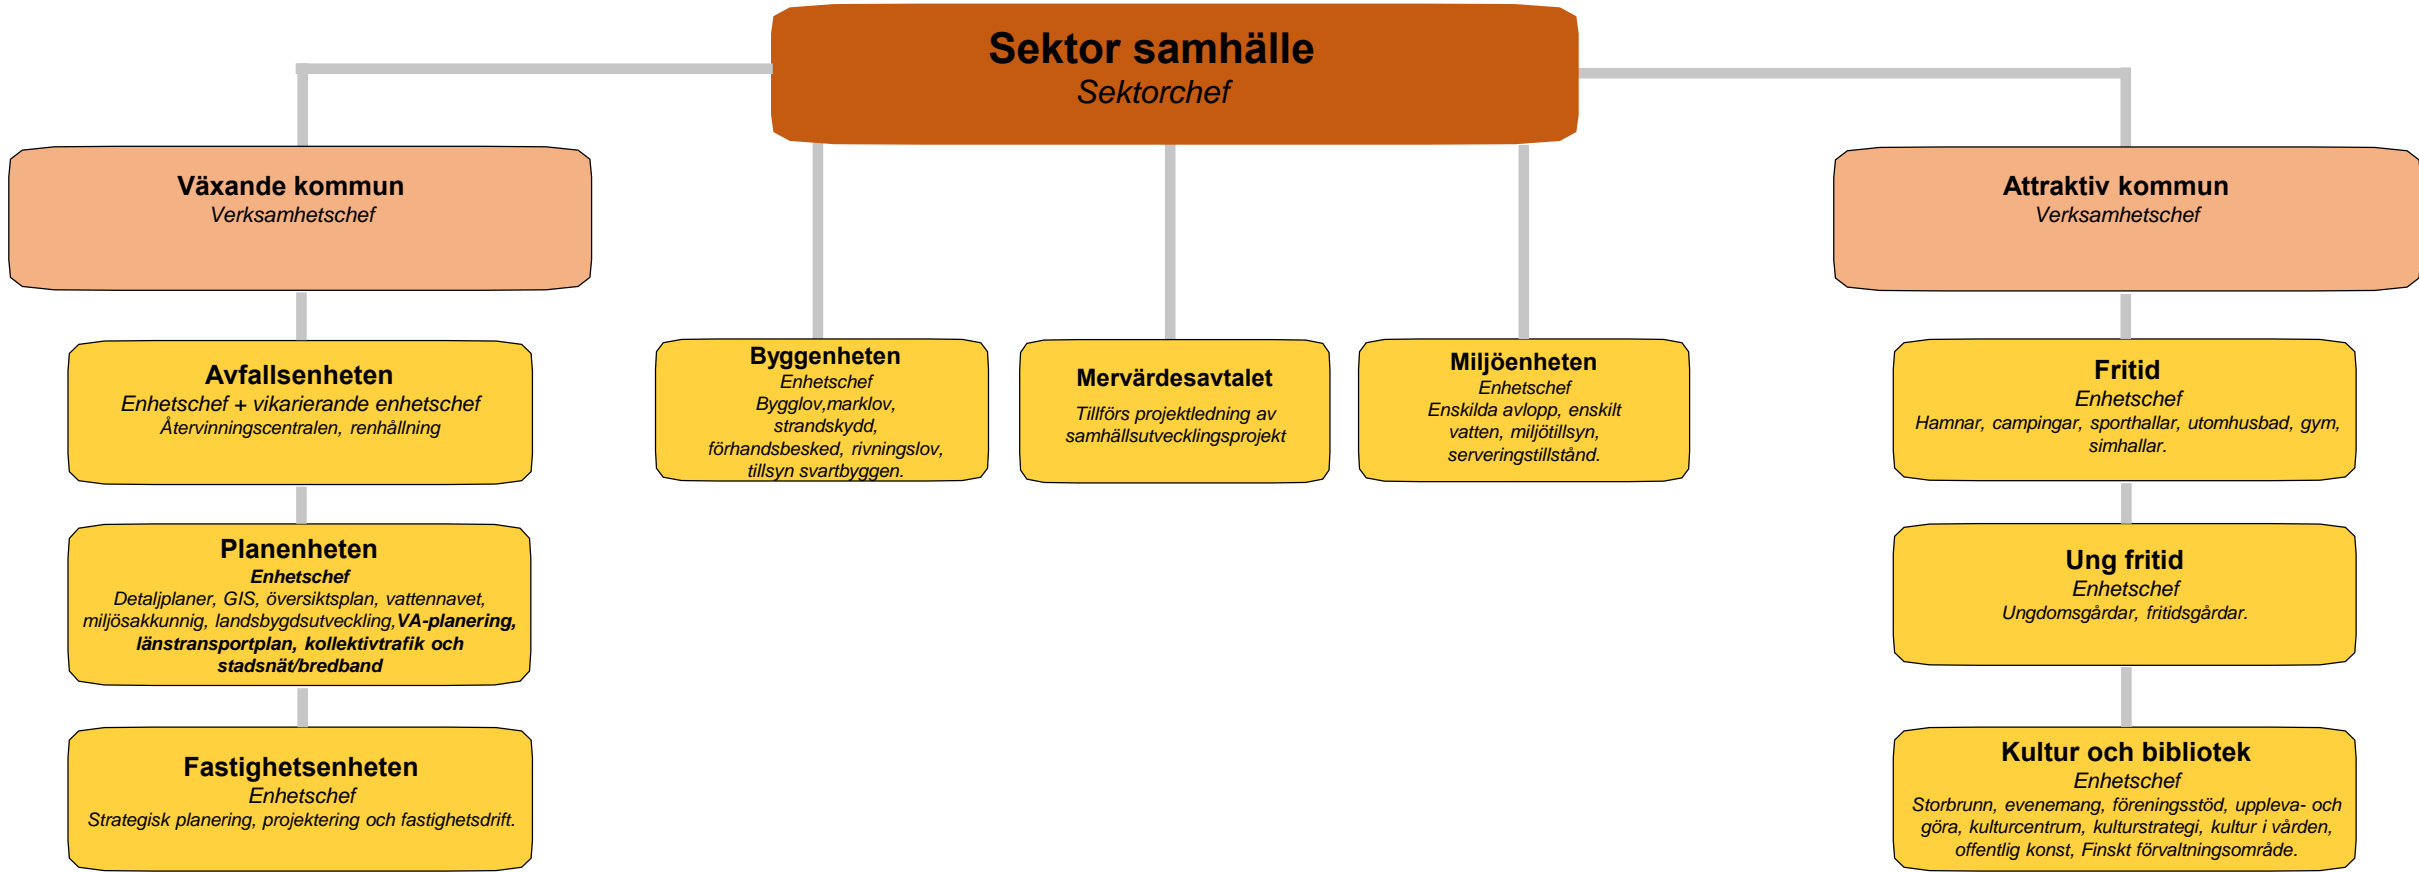 Sektor samhälle
Sektorchef
Växande kommun
Verksamhetschef
Attraktiv kommun
Verksamhetschef
Avfallsenheten
Enhetschef + vikarierande enhetschef
Återvinningscentralen, renhållning
Planenheten
Enhetschef
Detaljplaner, GIS, översiktsplan, vattennavet,
miljösakkunnig, landsbygdsutveckling,VA-planering,
länstransportplan, kollektivtrafik och
stadsnät/bredband
Fastighetsenheten
Enhetschef
Strategisk planering, projektering och fastighetsdrift.
Byggenheten
Enhetschef
Bygglov,marklov,
strandskydd,
förhandsbesked, rivningslov,
tillsyn svartbyggen.
Mervärdesavtalet
Tillförs projektledning av
samhällsutvecklingsprojekt
Miljöenheten
Enhetschef
Enskilda avlopp, enskilt
vatten, miljötillsyn,
serveringstillstånd.
Fritid
Enhetschef
Hamnar, campingar, sporthallar, utomhusbad, gym,
simhallar.
Ung fritid
Enhetschef
Ungdomsgårdar, fritidsgårdar.
Kultur och bibliotek
Enhetschef
Storbrunn, evenemang, föreningsstöd, uppleva- och
göra, kulturcentrum, kulturstrategi, kultur i vården,
offentlig konst, Finskt förvaltningsområde.